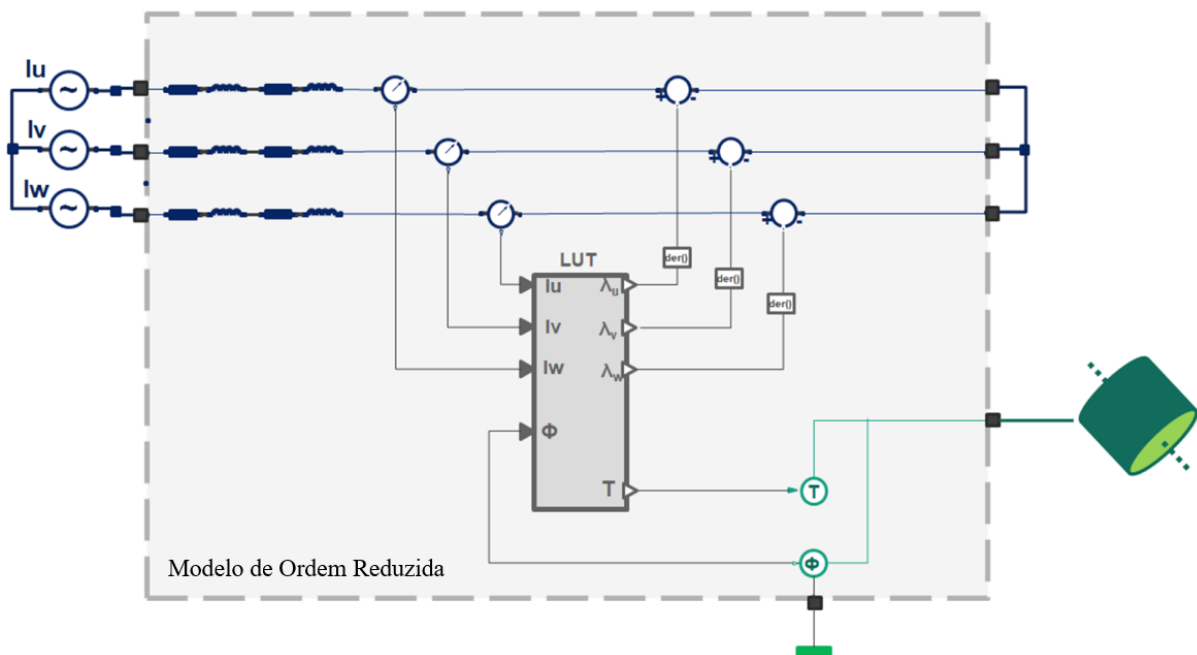 Iu
+ -
Iv
+ -
Iw
+ -
der()
LUT
der()
Iu λu
der()
Iv λv
Iw λw
Φ
T T
Φ
Modelo de Ordem Reduzida